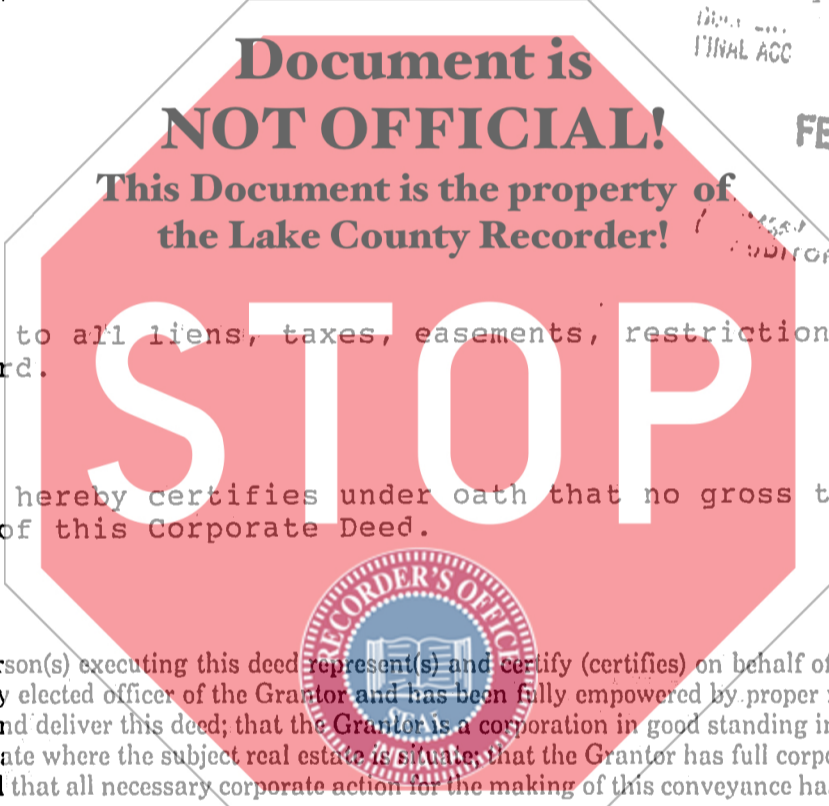 FINAL ACC
Document is
NOT OFFICIAL!
FE
This Document is the property of
the Lake County Recorder!
to all liens, taxes, easements, restriction
rd.
STOP
hereby certifies under oath that no gross t
of this Corporate Deed.
RECORDER'S OFFICE
rson(s) executing this deed represent(s) and certify (certifies) on behalf of
y elected officer of the Grantor and has been fully empowered by proper
nd deliver this deed; that the Grantor is a corporation in good standing in
ate where the subject real estate is situate; that the Grantor has full corpo
that all necessary corporate action for the making of this conveyance ha